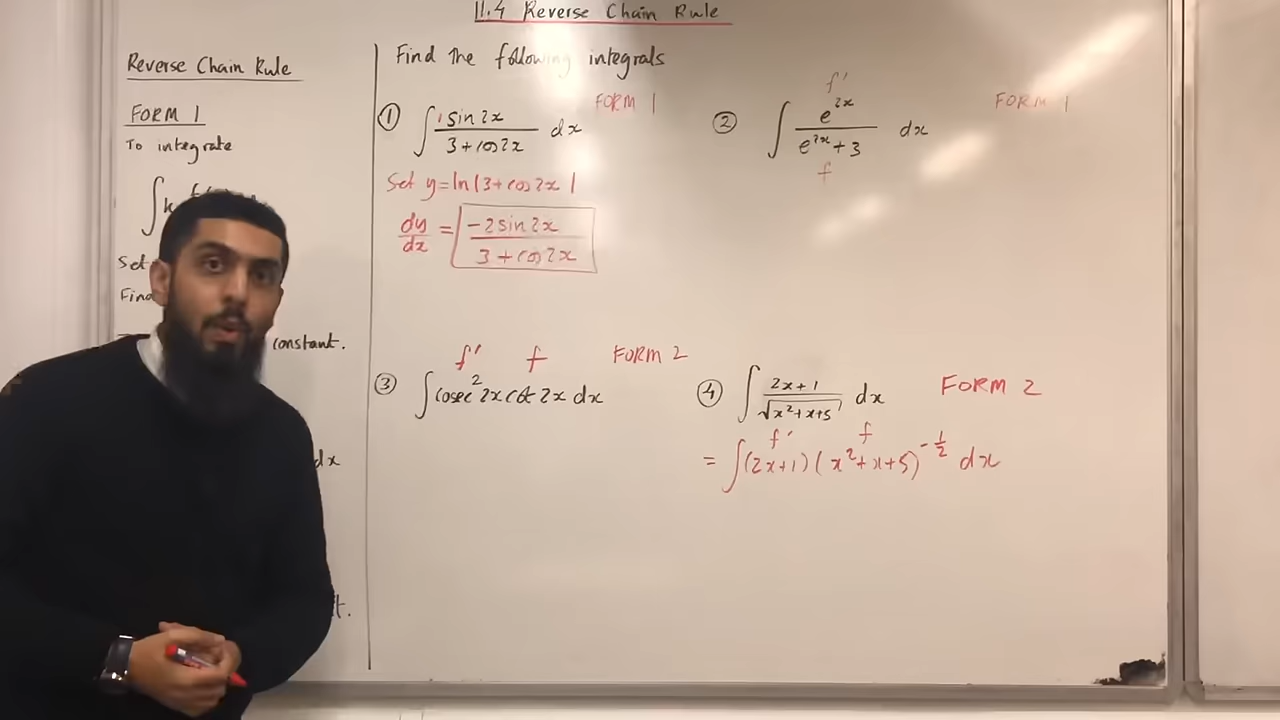 11.4 Reverse Chain Rule
Reverse Chain Rule
FORM 1
To integrate
∫k
Set
Find
constant.
dx
t.
Find the following integrals
① ∫ sin 2x / 3 + cos 2x dx FORM 1
Set y = ln|3 + cos 2x|
dy/dx = -2 sin 2x / 3 + cos 2x
② ∫ e^2x / e^2x + 3 dx FORM 1
f'
f
f' f FORM 2
③ ∫ cosec² 2x cot 2x dx
④ ∫ 2x+1 / √x²+x+5 dx FORM 2
f' f
= ∫(2x+1)(x²+x+5)^-1/2 dx